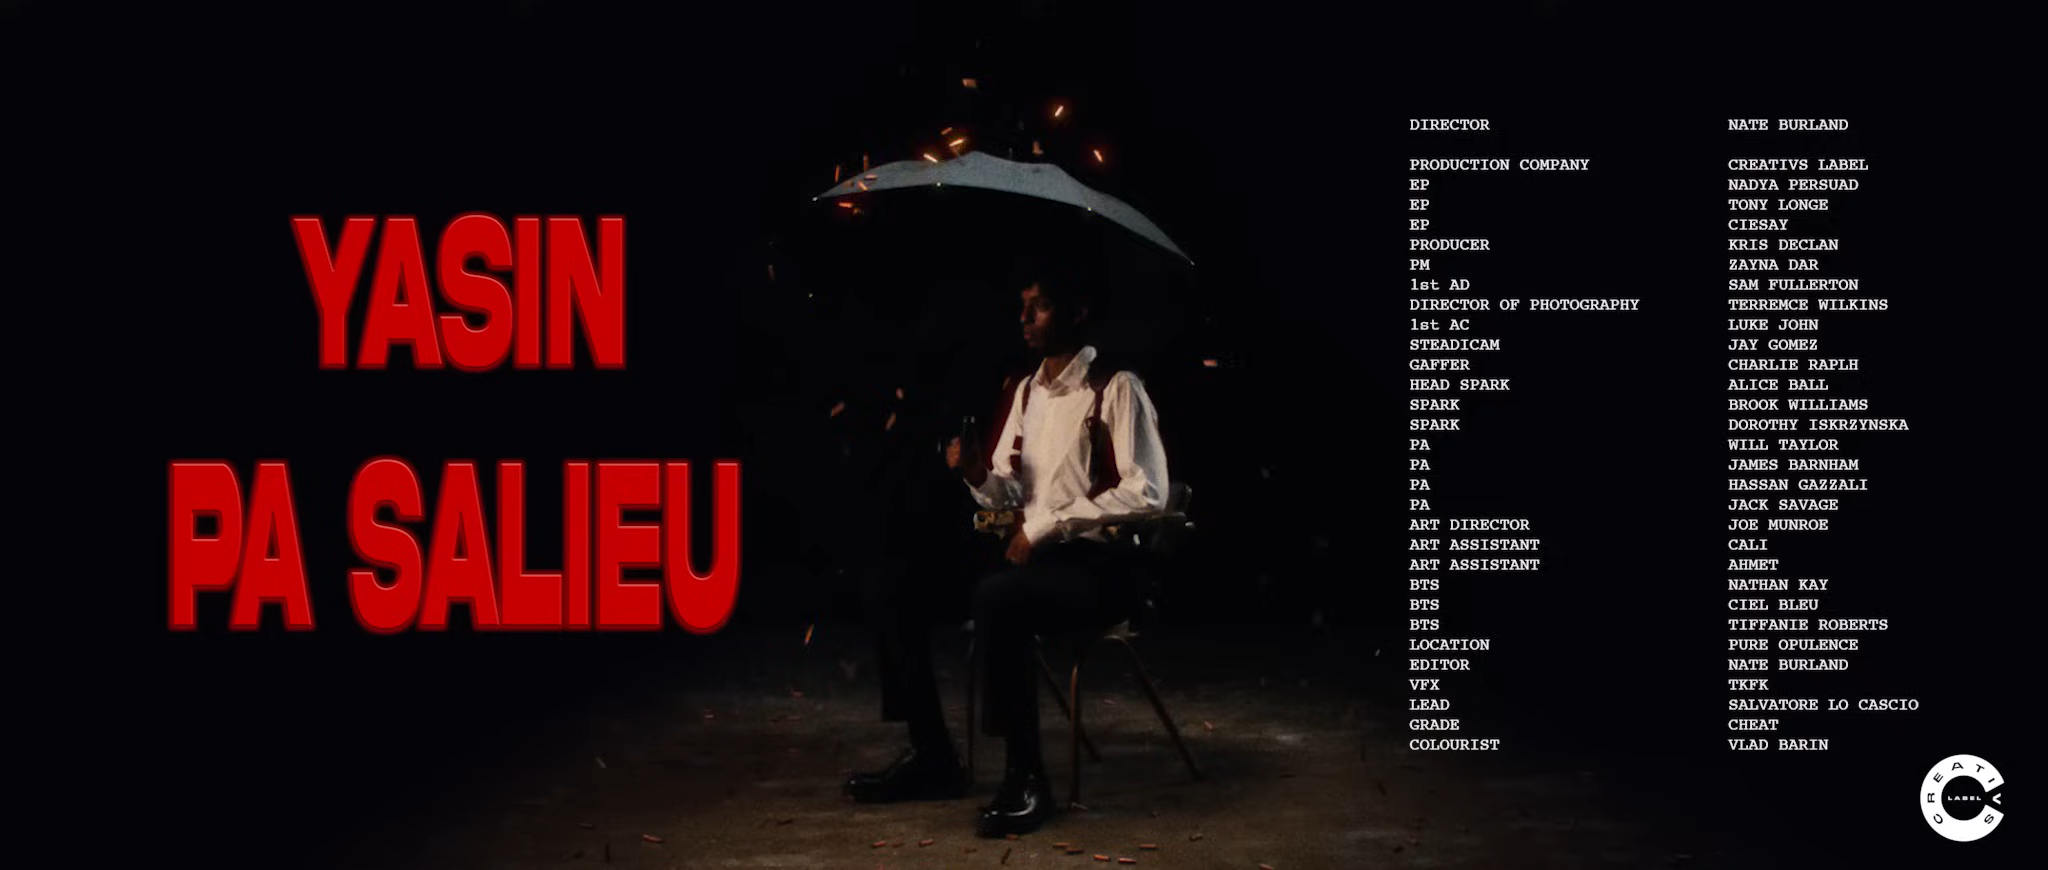 YASIN
PA SALIEU
DIRECTOR NATE BURLAND
PRODUCTION COMPANY CREATIVS LABEL
EP NADYA PERSUAD
EP TONY LONGE
EP CIESAY
PRODUCER KRIS DECLAN
PM ZAYNA DAR
1st AD SAM FULLERTON
DIRECTOR OF PHOTOGRAPHY TERREMCE WILKINS
1st AC LUKE JOHN
STEADICAM JAY GOMEZ
GAFFER CHARLIE RAPLH
HEAD SPARK ALICE BALL
SPARK BROOK WILLIAMS
SPARK DOROTHY ISKRZYNSKA
PA WILL TAYLOR
PA JAMES BARNHAM
PA HASSAN GAZZALI
PA JACK SAVAGE
ART DIRECTOR JOE MUNROE
ART ASSISTANT CALI
ART ASSISTANT AHMET
BTS NATHAN KAY
BTS CIEL BLEU
BTS TIFFANIE ROBERTS
LOCATION PURE OPULENCE
EDITOR NATE BURLAND
VFX TKFK
LEAD SALVATORE LO CASCIO
GRADE CHEAT
COLOURIST VLAD BARIN
CREATIVS
LABEL